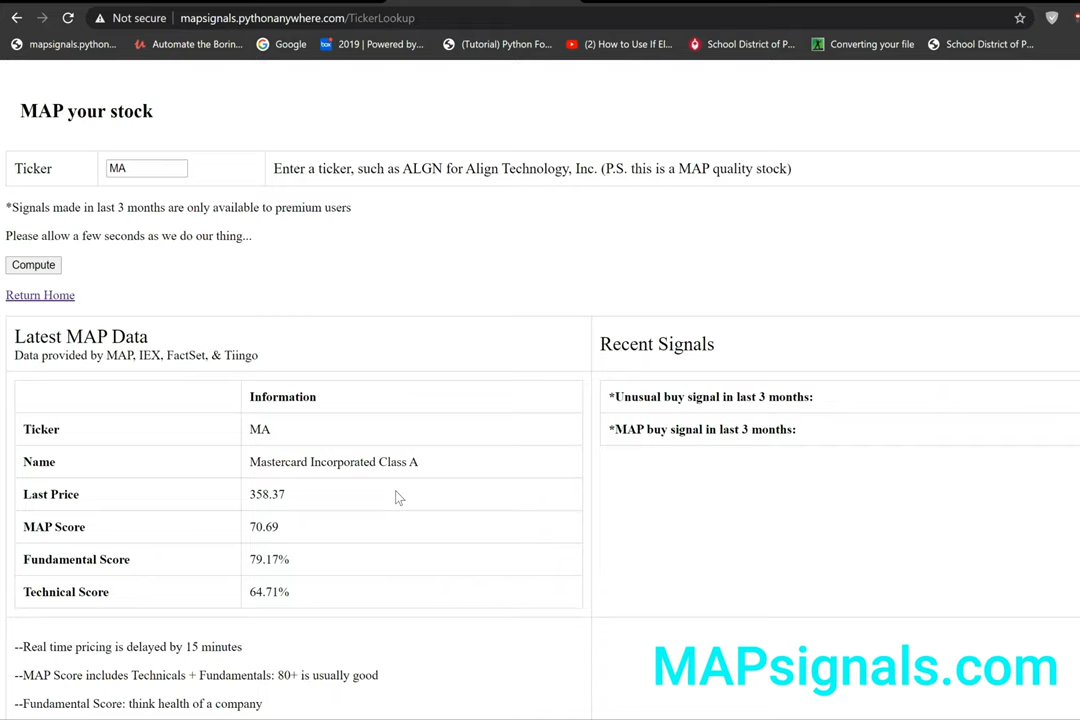 Not secure | mapsignals.pythonanywhere.com/TickerLookup
mapsignals.python... Automate the Borin... Google 2019 | Powered by... (Tutorial) Python Fo... (2) How to Use If El... School District of P... Converting your file School District of P...
MAP your stock
Ticker MA Enter a ticker, such as ALGN for Align Technology, Inc. (P.S. this is a MAP quality stock)
*Signals made in last 3 months are only available to premium users
Please allow a few seconds as we do our thing...
Compute
Return Home
Latest MAP Data
Data provided by MAP, IEX, FactSet, & Tiingo
Information
Ticker MA
Name Mastercard Incorporated Class A
Last Price 358.37
MAP Score 70.69
Fundamental Score 79.17%
Technical Score 64.71%
--Real time pricing is delayed by 15 minutes
--MAP Score includes Technicals + Fundamentals: 80+ is usually good
--Fundamental Score: think health of a company
Recent Signals
*Unusual buy signal in last 3 months:
*MAP buy signal in last 3 months:
MAPsignals.com